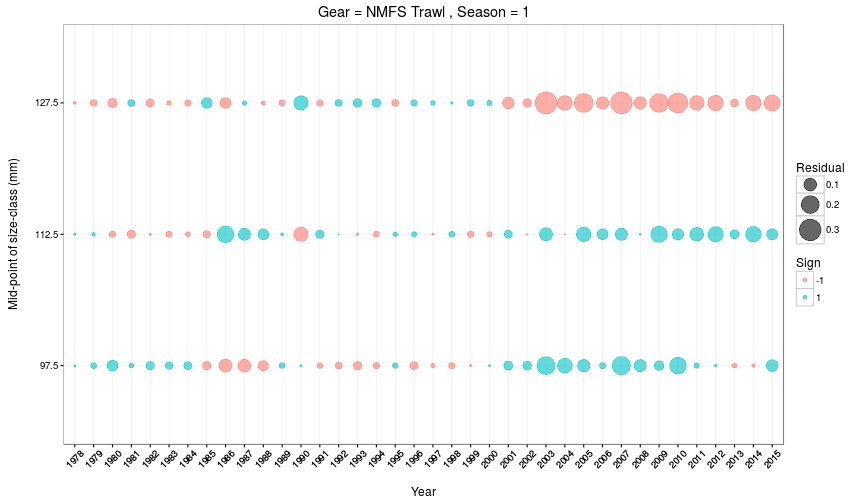 Gear = NMFS Trawl , Season = 1
127.5
112.5
97.5
Mid-point of size-class (mm)
1978 1979 1980 1981 1982 1983 1984 1985 1986 1987 1988 1989 1990 1991 1992 1993 1994 1995 1996 1997 1998 1999 2000 2001 2002 2003 2004 2005 2006 2007 2008 2009 2010 2011 2012 2013 2014 2015
Year
Residual
0.1
0.2
0.3
Sign
-1
1